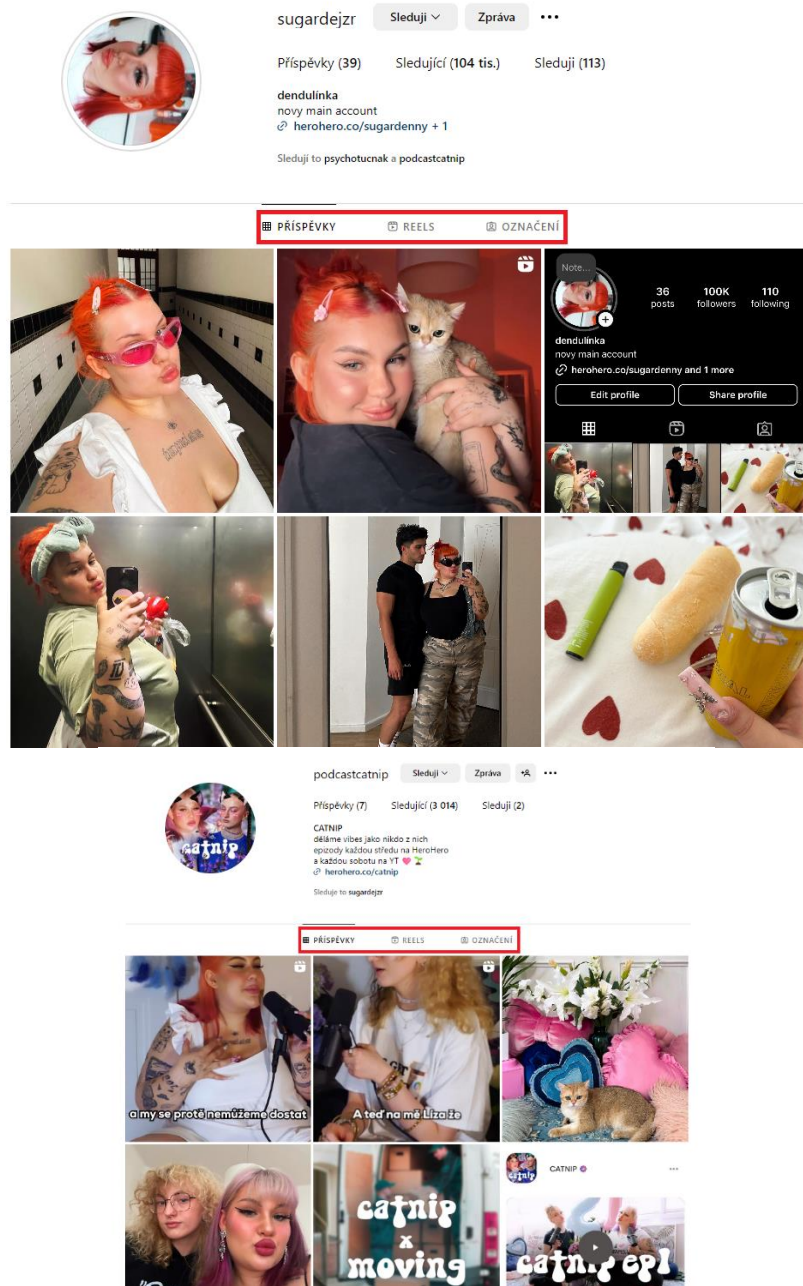 sugardejzr Sleduji Zpráva
Příspěvky (39) Sledující (104 tis.) Sleduji (113)
dendulínka
novy main account
herohero.co/sugardenny + 1
Sledují to psychotucnak a podcastcatnip
PŘÍSPĚVKY REELS OZNAČENÍ
Note...
36 100K 110
posts followers following
dendulínka
novy main account
herohero.co/sugardenny and 1 more
Edit profile Share profile
podcastcatnip Sleduji Zpráva
Příspěvky (7) Sledující (3 014) Sleduji (2)
catnip
CATNIP
děláme vibes jako nikdo z nich
epizody každou středu na HeroHero
a každou sobotu na YT
herohero.co/catnip
Sleduje to sugardejzr
PŘÍSPĚVKY REELS OZNAČENÍ
a my se protě nemůžeme dostat
A teď na mě Líza že
catnip
x
moving
catnip
CATNIP
catnip ep1